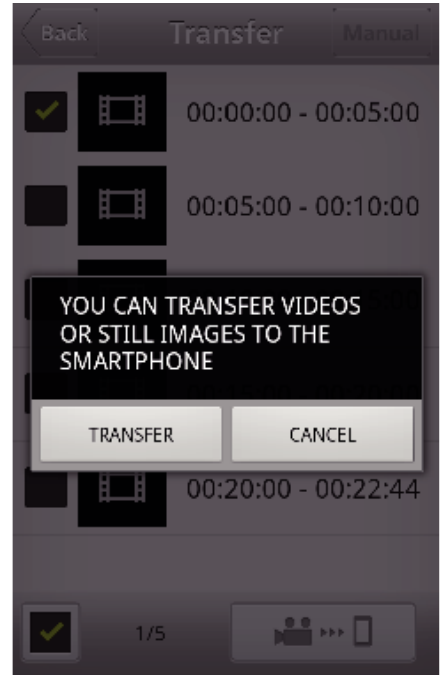 Back Transfer Manual
00:00:00 - 00:05:00
00:05:00 - 00:10:00
YOU CAN TRANSFER VIDEOS
OR STILL IMAGES TO THE
SMARTPHONE
TRANSFER CANCEL
00:20:00 - 00:22:44
1/5